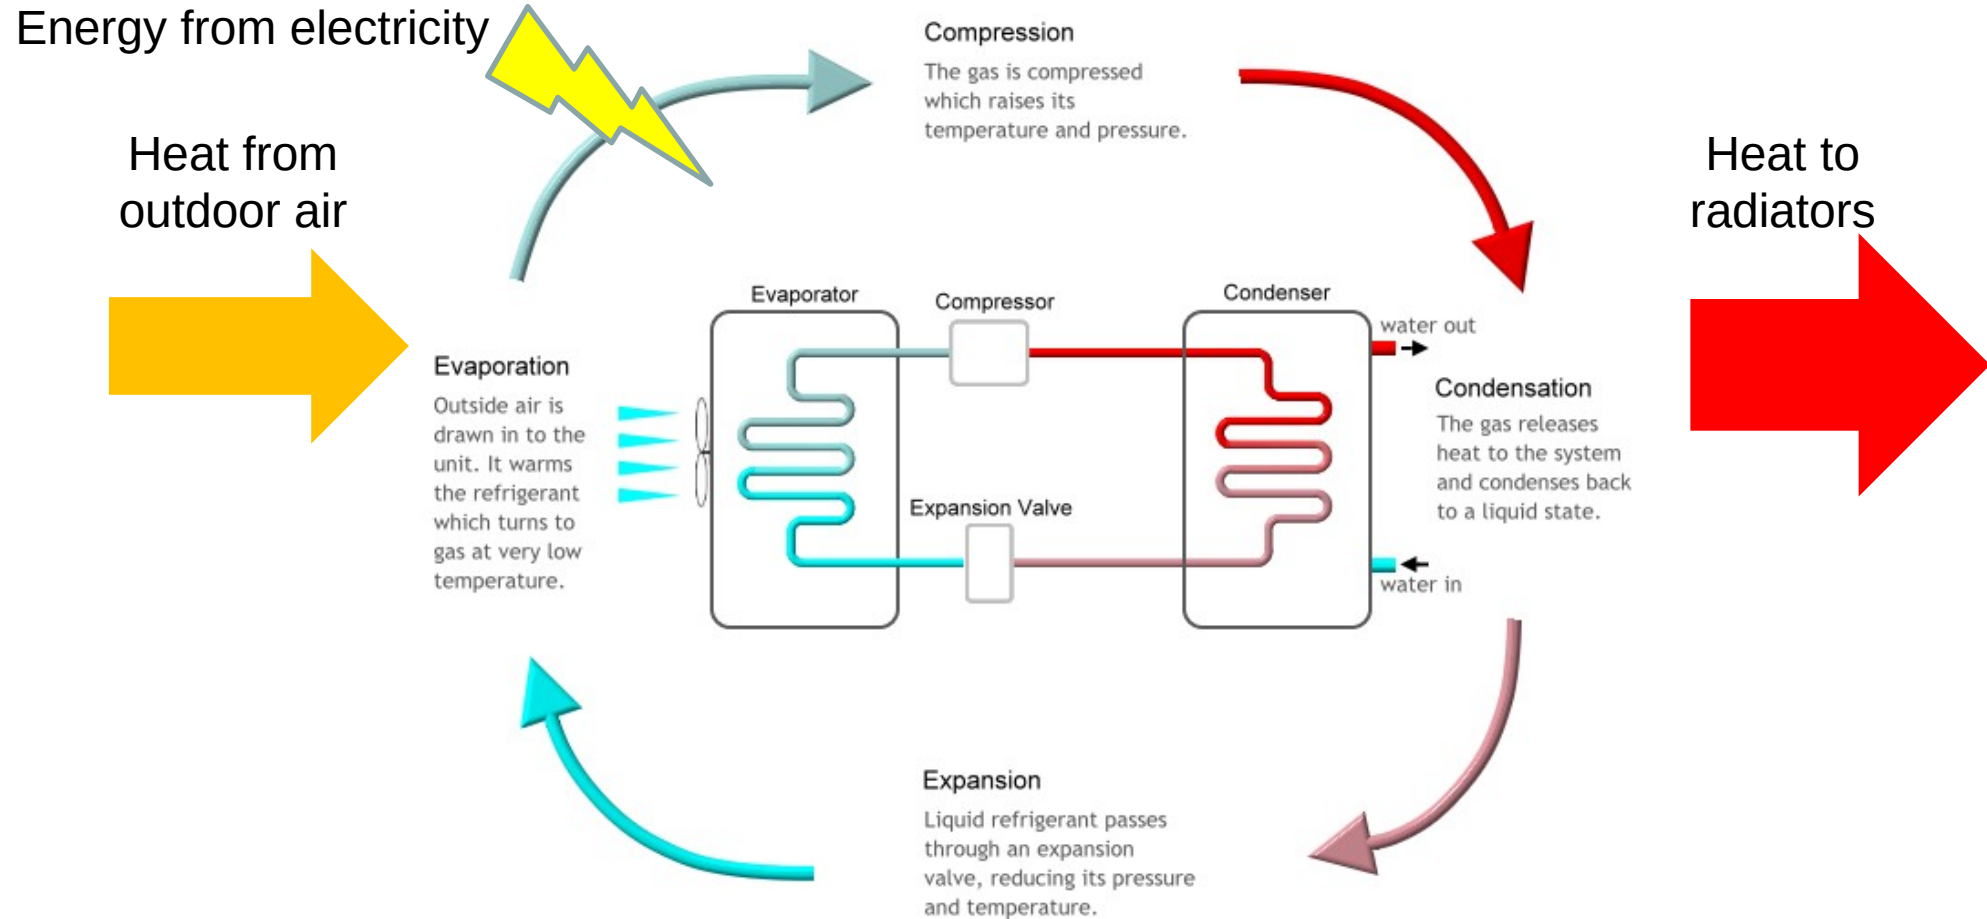 Energy from electricity
Compression
The gas is compressed
which raises its
temperature and pressure.
Heat from
outdoor air
Heat to
radiators
Evaporator
Compressor
Condenser
water out
Evaporation
Outside air is
drawn in to the
unit. It warms
the refrigerant
which turns to
gas at very low
temperature.
Condensation
The gas releases
heat to the system
and condenses back
to a liquid state.
Expansion Valve
water in
Expansion
Liquid refrigerant passes
through an expansion
valve, reducing its pressure
and temperature.